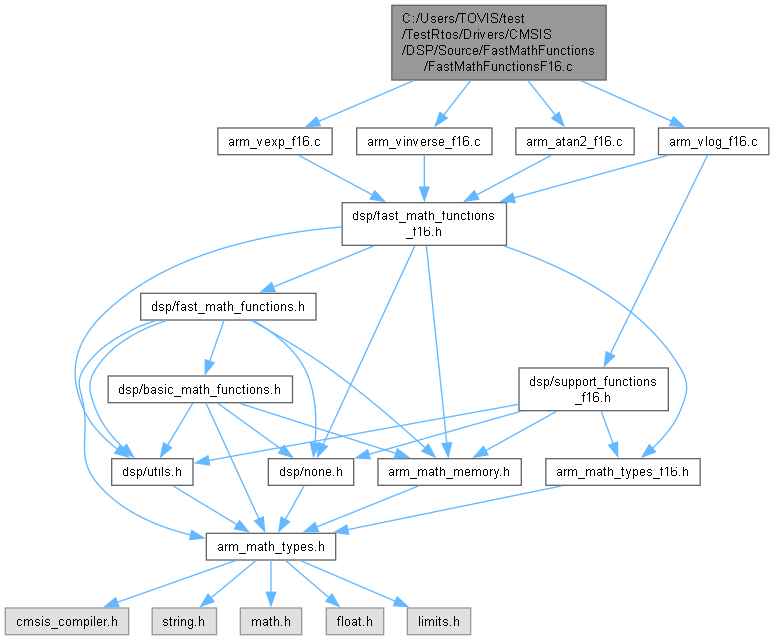 C:/Users/TOVIS/test
/TestRtos/Drivers/CMSIS
/DSP/Source/FastMathFunctions
/FastMathFunctionsF16.c
arm_vexp_f16.c
arm_vinverse_f16.c
arm_atan2_f16.c
arm_vlog_f16.c
dsp/fast_math_functions
_f16.h
dsp/fast_math_functions.h
dsp/basic_math_functions.h
dsp/support_functions
_f16.h
dsp/utils.h
dsp/none.h
arm_math_memory.h
arm_math_types_f16.h
arm_math_types.h
cmsis_compiler.h
string.h
math.h
float.h
limits.h